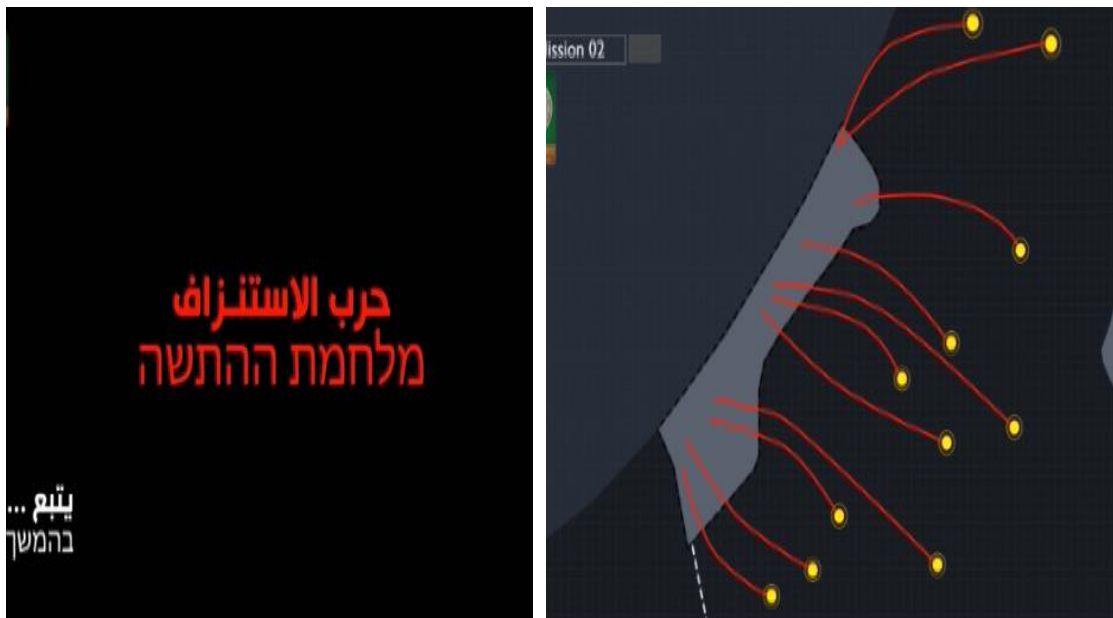 حرب الاستنزاف
מלחמת ההתשה
يتبع ...
בהמשך
ission 02